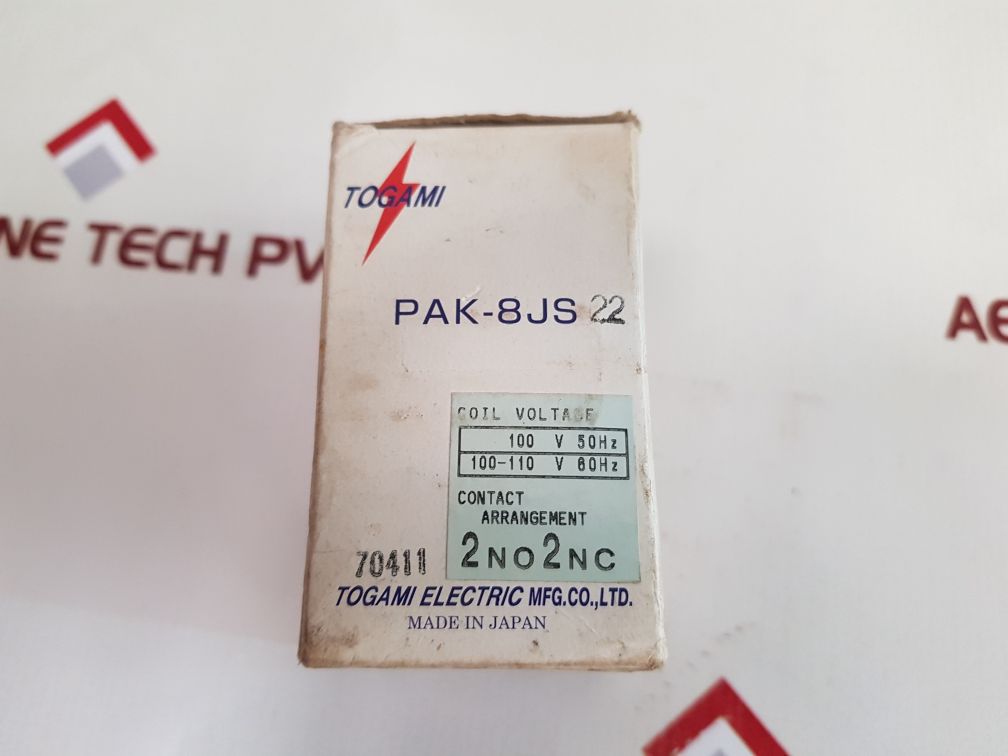 TOGAMI
NE TECH PV
PAK-8JS 22
AE
COIL VOLTAGE
100 V 50Hz
100-110 V 60Hz
CONTACT
ARRANGEMENT
2NO2NC
70411
TOGAMI ELECTRIC MFG.CO.,LTD.
MADE IN JAPAN